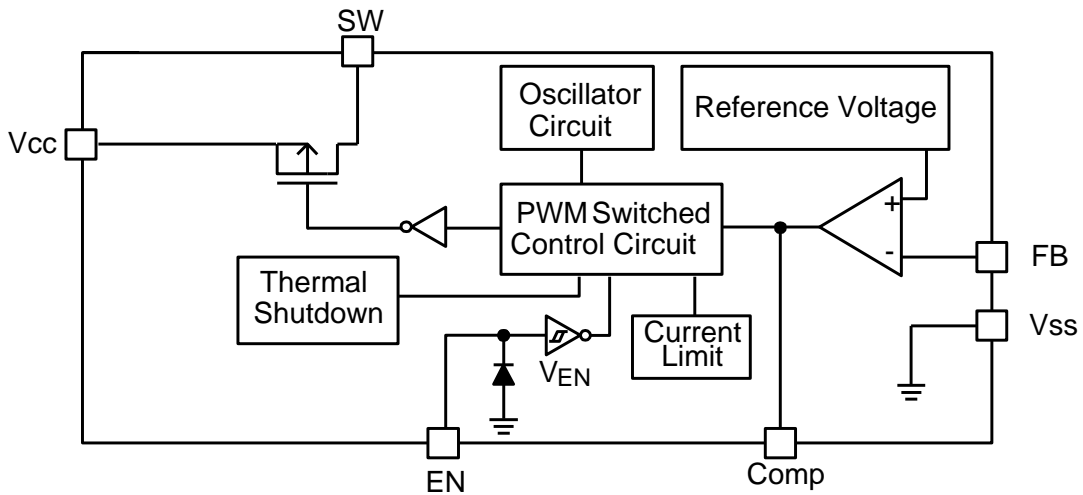 SW
Vcc
Oscillator
Circuit
Reference Voltage
PWM Switched
Control Circuit
+
-
FB
Vss
Thermal
Shutdown
Current
Limit
VEN
EN
Comp